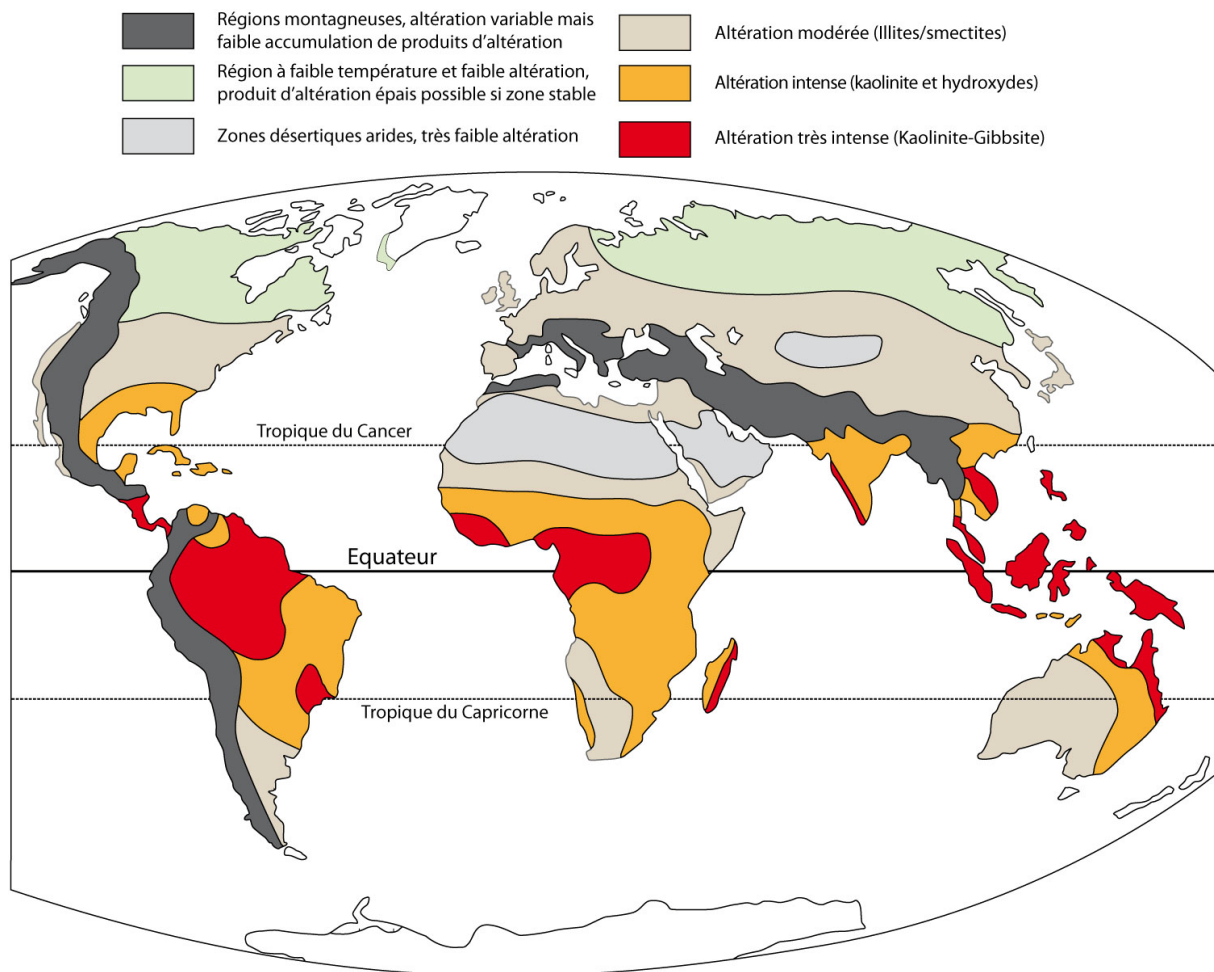 Régions montagneuses, altération variable mais
faible accumulation de produits d'altération
Région à faible température et faible altération,
produit d'altération épais possible si zone stable
Zones désertiques arides, très faible altération
Altération modérée (Illites/smectites)
Altération intense (kaolinite et hydroxydes)
Altération très intense (Kaolinite-Gibbsite)
Tropique du Cancer
Equateur
Tropique du Capricorne